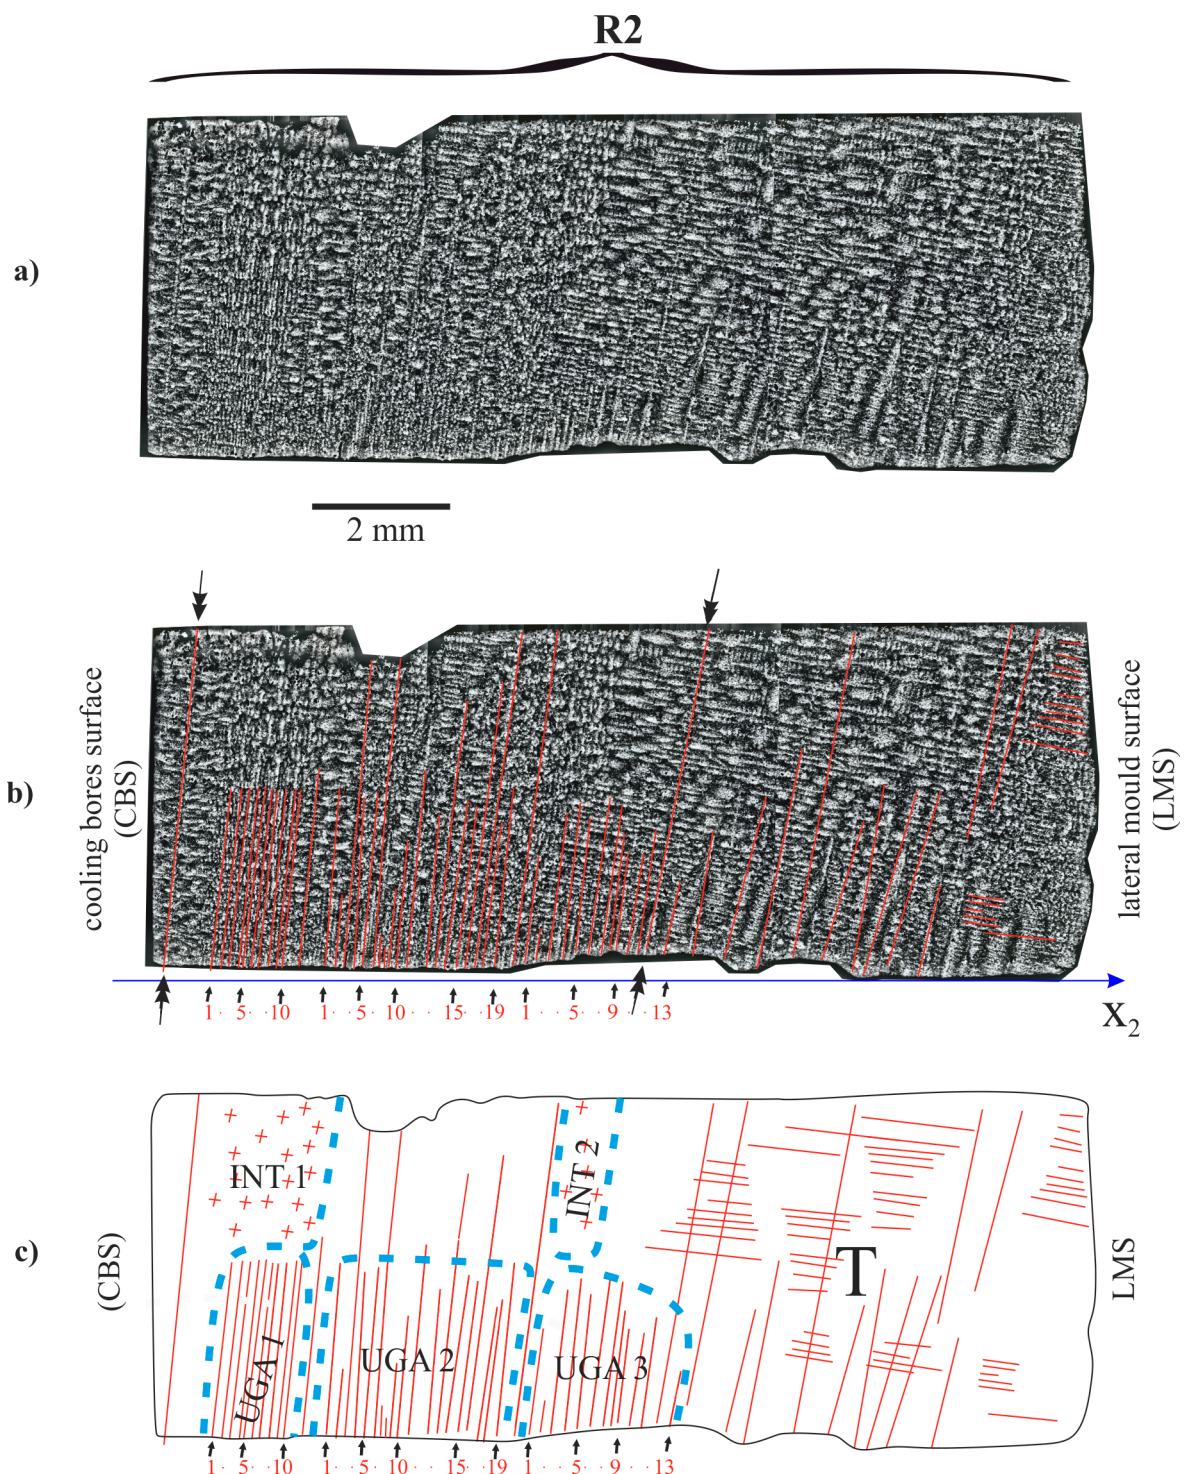 R2
a)
2 mm
cooling bores surface
(CBS)
b)
lateral mould surface
(LMS)
1 · · 5 · · · 10 · · · 1 · · · 5 · · 10 · · · · 15 · · · 19 · · 1 · · · 5 · · · 9 · · · 13
X2
INT 1
INT 2
c)
(CBS)
T
LMS
UGA 1
UGA 2
UGA 3
1 · · 5 · · · 10 · · · 1 · · · 5 · · 10 · · · · 15 · · · 19 · · 1 · · · 5 · · · 9 · · · 13